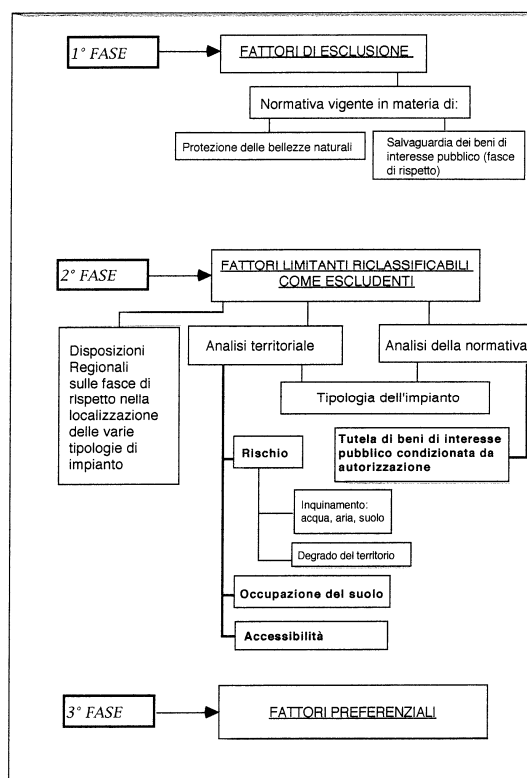 1° FASE
FATTORI DI ESCLUSIONE
Normativa vigente in materia di:
Protezione delle bellezze naturali
Salvaguardia dei beni di
interesse pubblico (fasce
di rispetto)
2° FASE
FATTORI LIMITANTI RICLASSIFICABILI
COME ESCLUDENTI
Disposizioni
Regionali
sulle fasce di
rispetto nella
localizzazione
delle varie
tipologie di
impianto
Analisi territoriale
Analisi della normativa
Tipologia dell'impianto
Rischio
Tutela di beni di interesse
pubblico condizionata da
autorizzazione
Inquinamento:
acqua, aria, suolo
Degrado del territorio
Occupazione del suolo
Accessibilità
3° FASE
FATTORI PREFERENZIALI